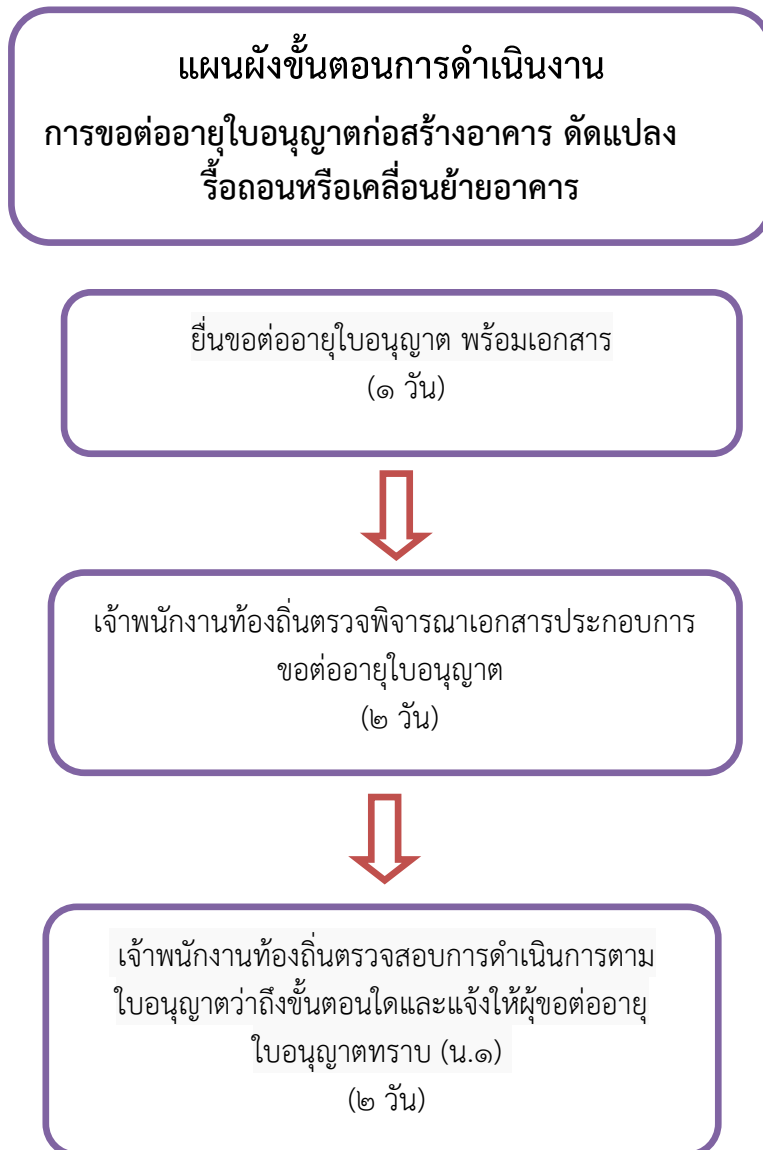 แผนผังขั้นตอนการดำเนินงาน
การขอต่ออายุใบอนุญาตก่อสร้างอาคาร ดัดแปลง
รื้อถอนหรือเคลื่อนย้ายอาคาร
ยื่นขอต่ออายุใบอนุญาต พร้อมเอกสาร
(๑ วัน)
เจ้าพนักงานท้องถิ่นตรวจพิจารณาเอกสารประกอบการ
ขอต่ออายุใบอนุญาต
(๒ วัน)
เจ้าพนักงานท้องถิ่นตรวจสอบการดำเนินการตาม
ใบอนุญาตว่าถึงขั้นตอนใดและแจ้งให้ผู้ขอต่ออายุ
ใบอนุญาตทราบ (น.๑)
(๒ วัน)